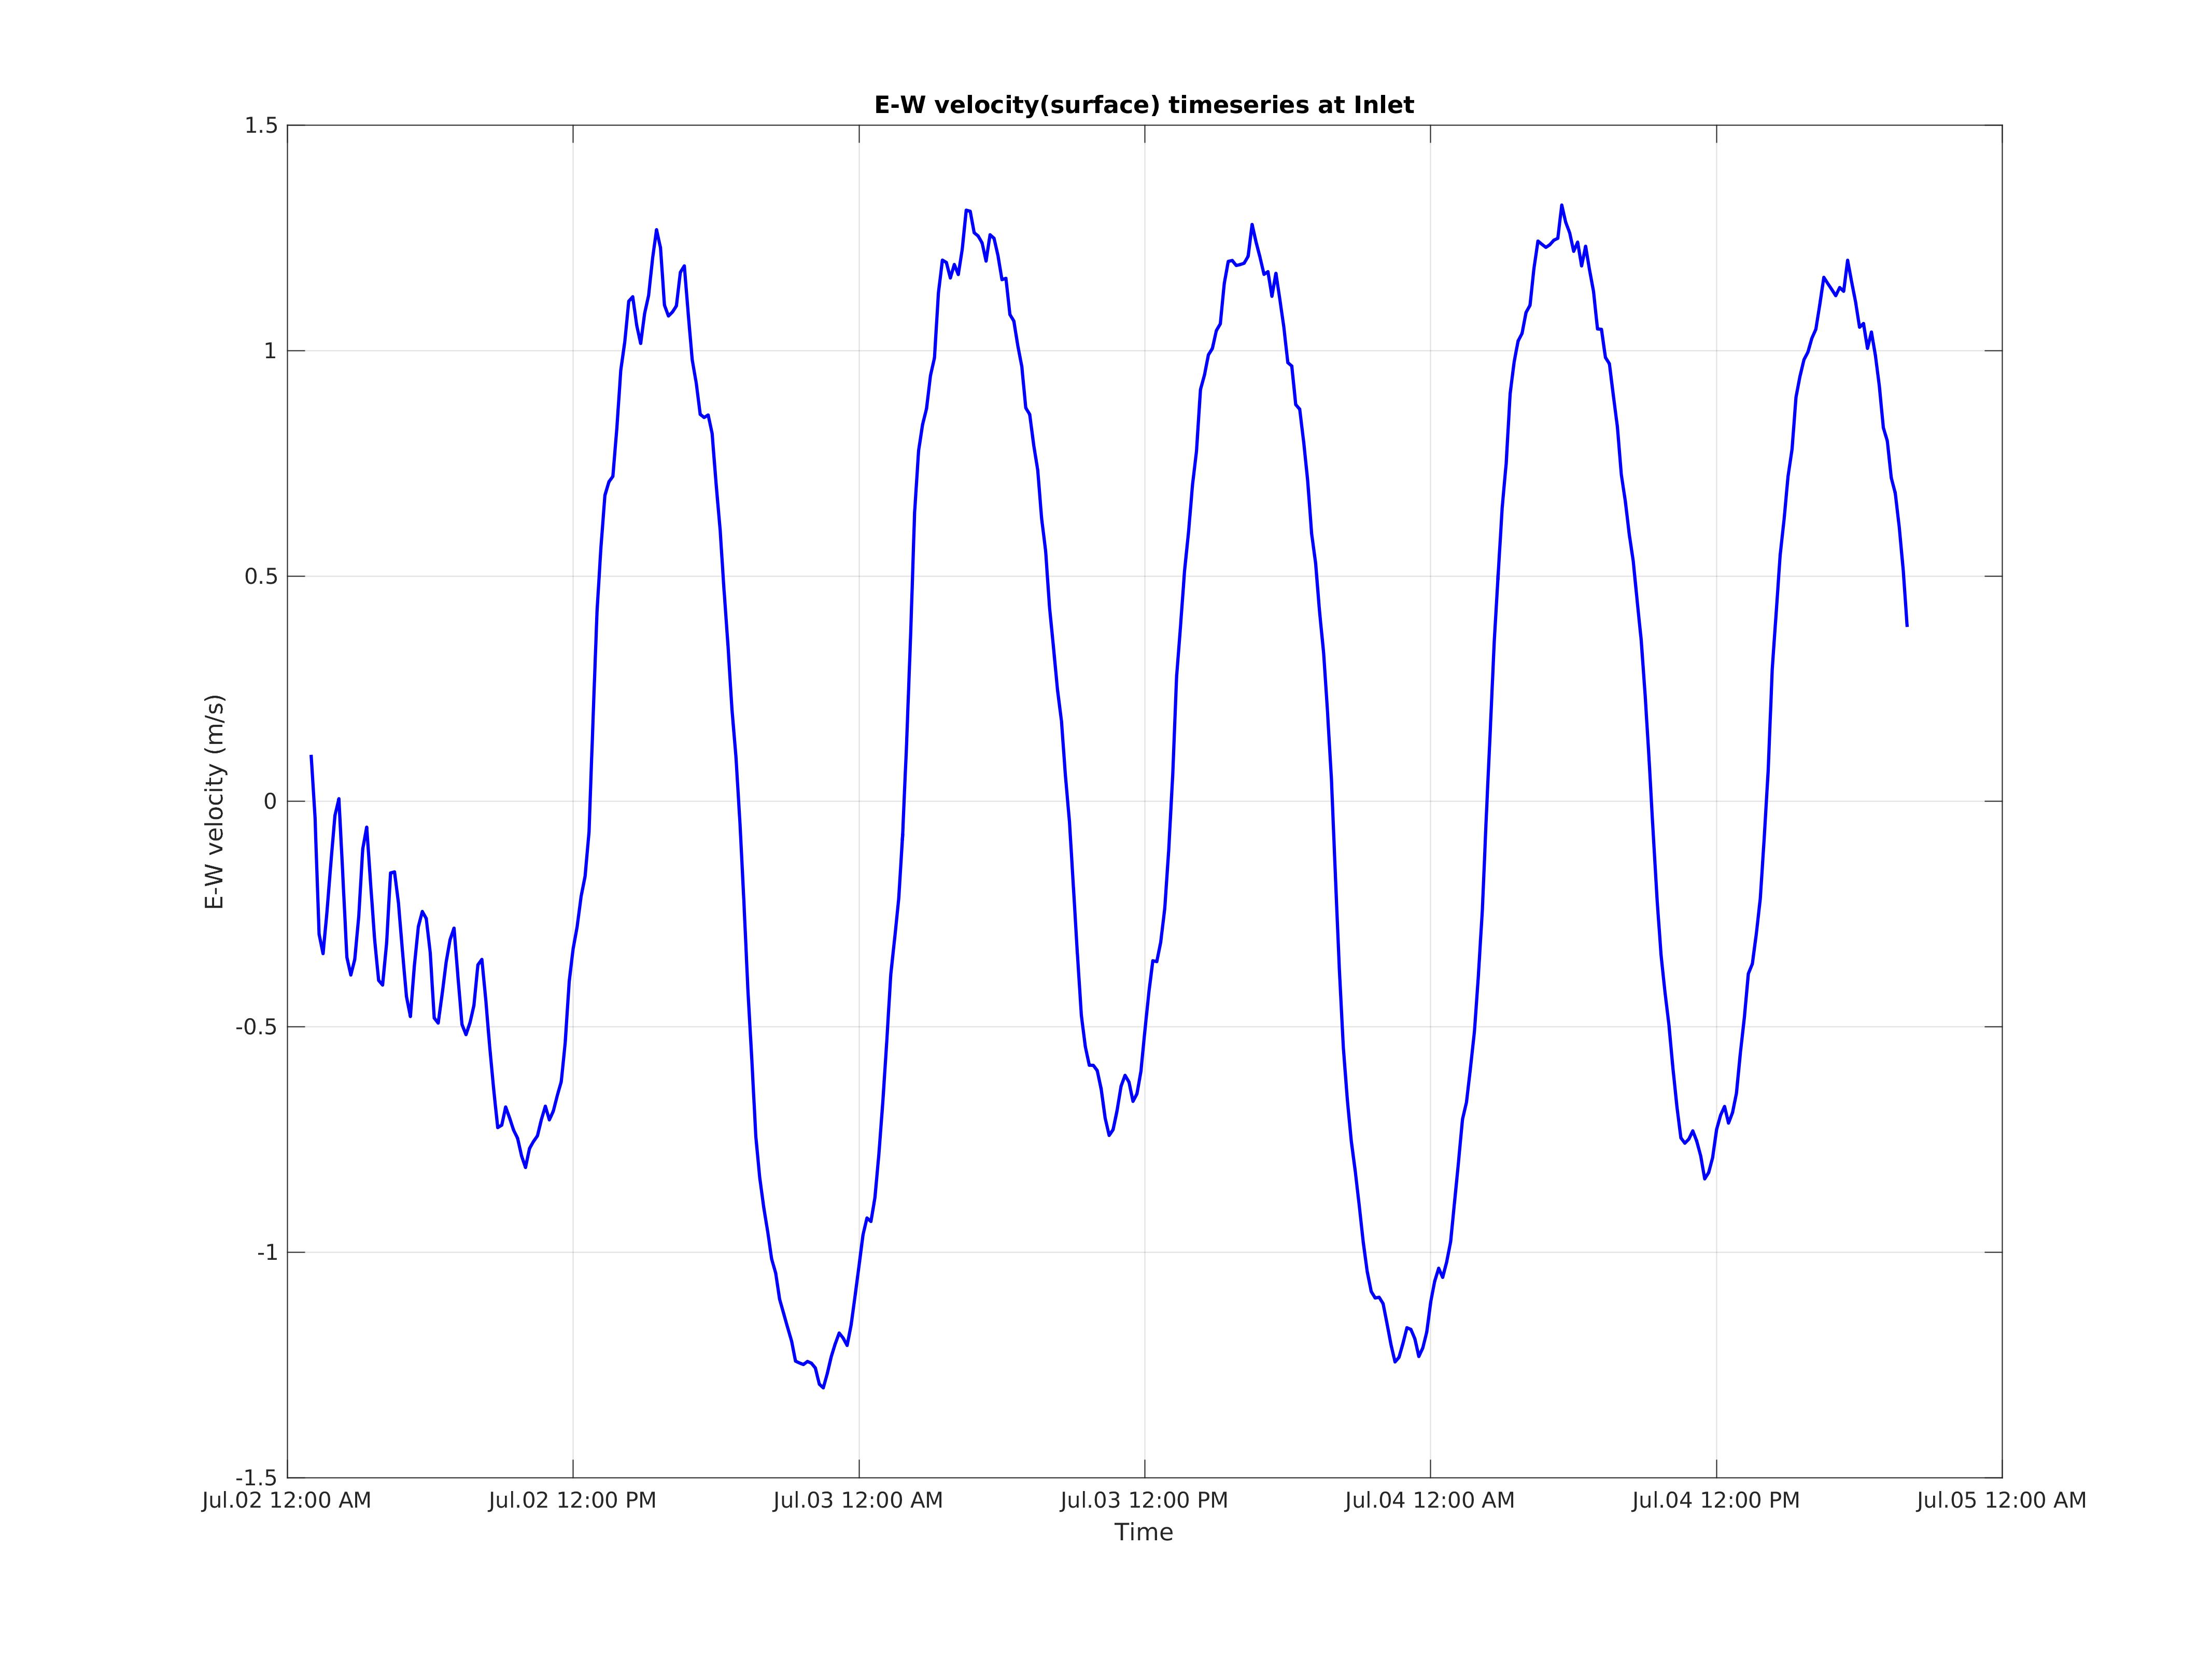 E-W velocity(surface) timeseries at Inlet
1.5
1
0.5
0
-0.5
-1
-1.5
E-W velocity (m/s)
Jul.02 12:00 AM Jul.02 12:00 PM Jul.03 12:00 AM Jul.03 12:00 PM Jul.04 12:00 AM Jul.04 12:00 PM Jul.05 12:00 AM
Time